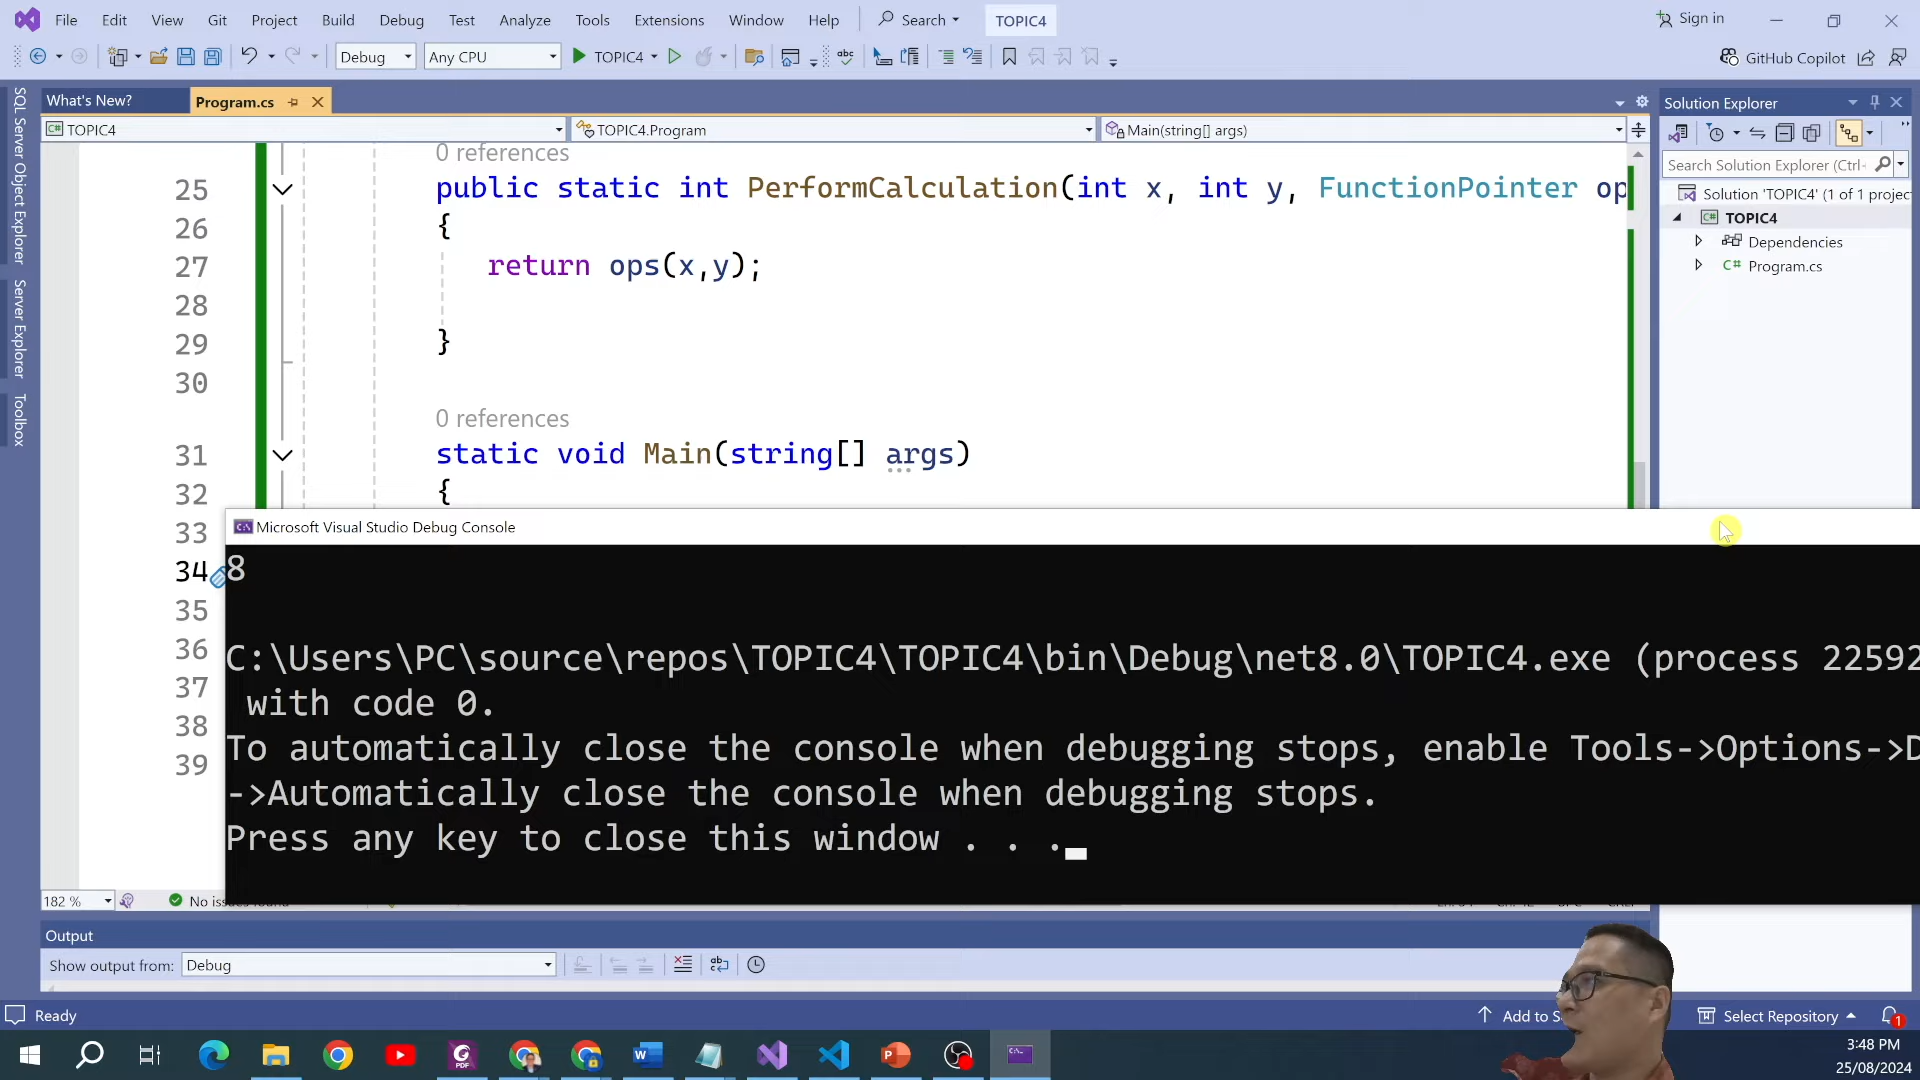 File Edit View Git Project Build Debug Test Analyze Tools Extensions Window Help Search TOPIC4 Sign in
Debug Any CPU TOPIC4 GitHub Copilot
What's New? Program.cs
TOPIC4 TOPIC4.Program Main(string[] args)
Solution Explorer
Search Solution Explorer (Ctrl+
Solution 'TOPIC4' (1 of 1 project
TOPIC4
Dependencies
C# Program.cs
SQL Server Object Explorer
Server Explorer
Toolbox
0 references
25 public static int PerformCalculation(int x, int y, FunctionPointer op
26 {
27 return ops(x,y);
28
29 }
30
0 references
31 static void Main(string[] args)
32 {
33
34
35
36
37
38
39
Microsoft Visual Studio Debug Console
8
C:\Users\PC\source\repos\TOPIC4\TOPIC4\bin\Debug\net8.0\TOPIC4.exe (process 22592
with code 0.
To automatically close the console when debugging stops, enable Tools->Options->D
->Automatically close the console when debugging stops.
Press any key to close this window . . .
182 % No issues found
Output
Show output from: Debug
Ready Add to S Select Repository 1
3:48 PM
25/08/2024